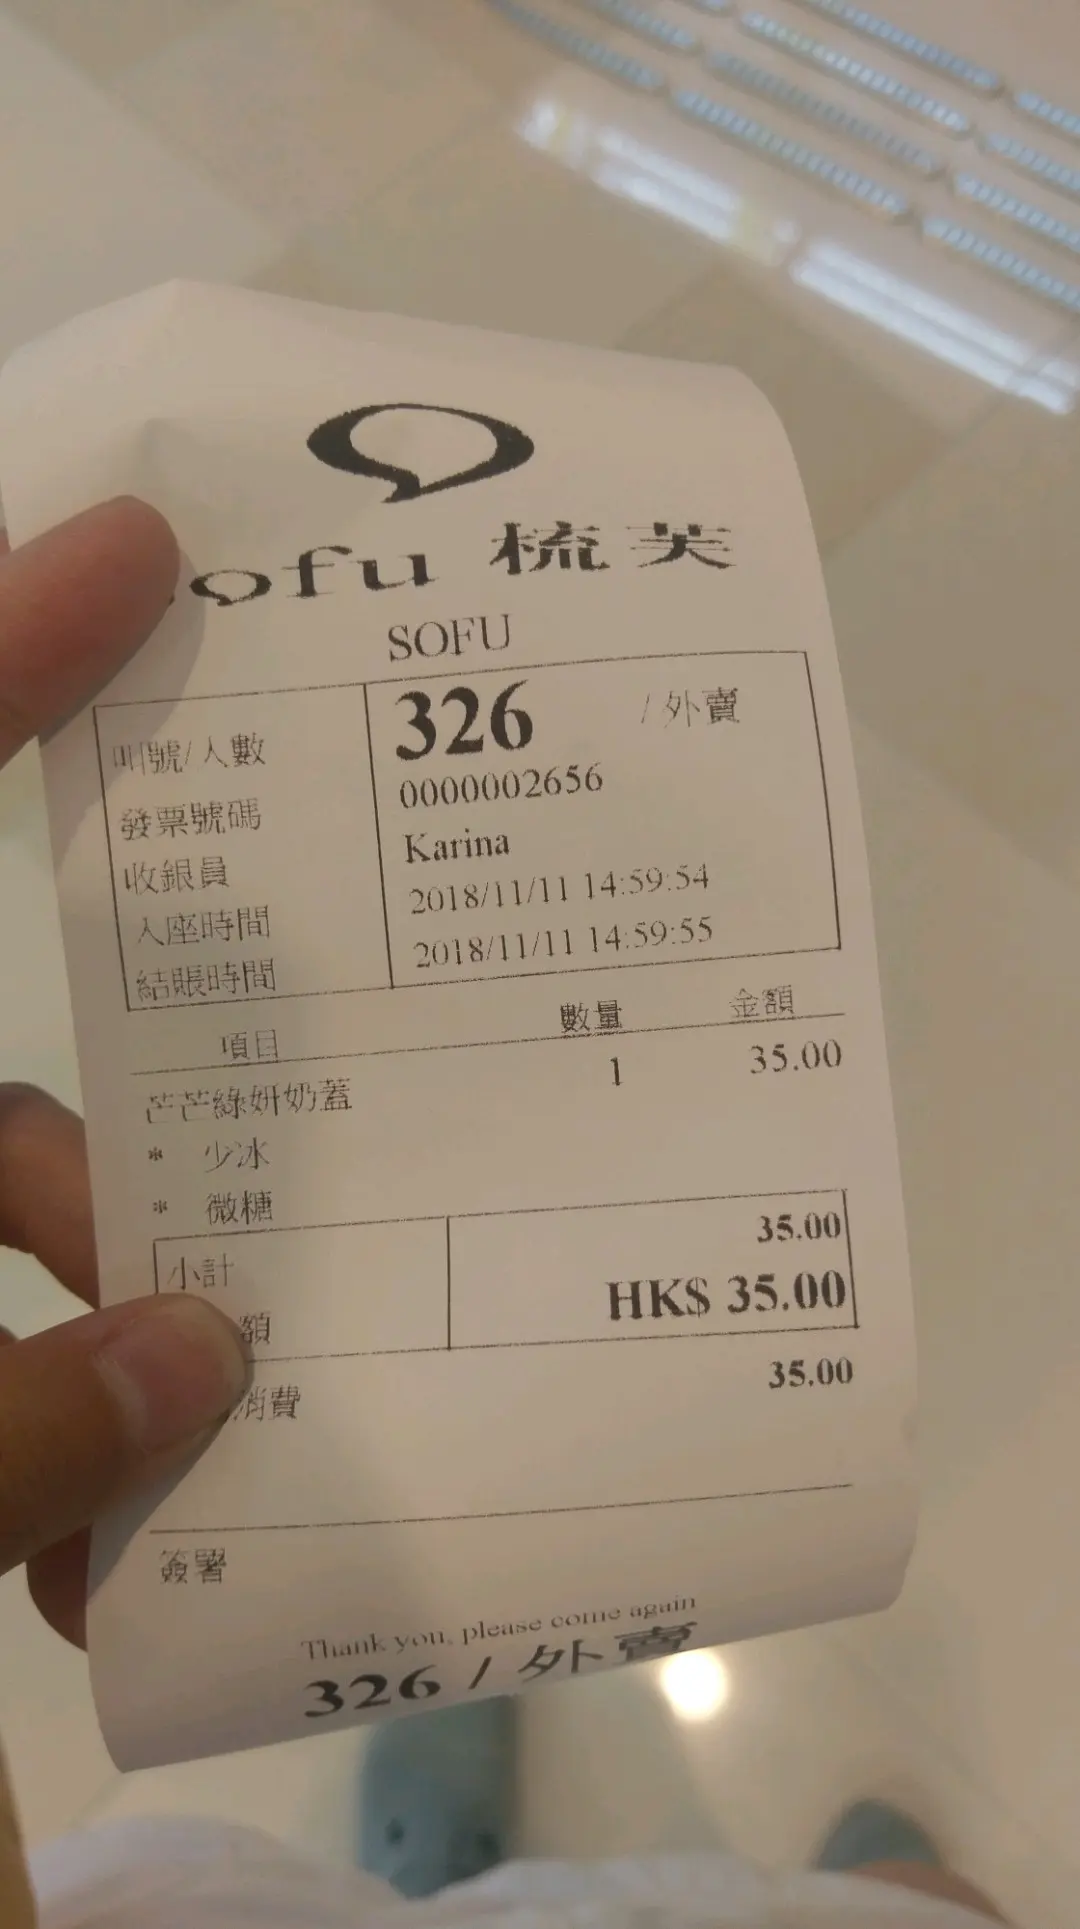 ofu 梳芙
SOFU
叫號/人數 326 /外賣
發票號碼 0000002656
收銀員 Karina
入座時間 2018/11/11 14:59:54
結賬時間 2018/11/11 14:59:55
項目 數量 金額
芒芒綠妍奶蓋 1 35.00
* 少冰
* 微糖
小計 35.00
額 HK$ 35.00
消費 35.00
簽署
Thank you, please come again
326 / 外賣